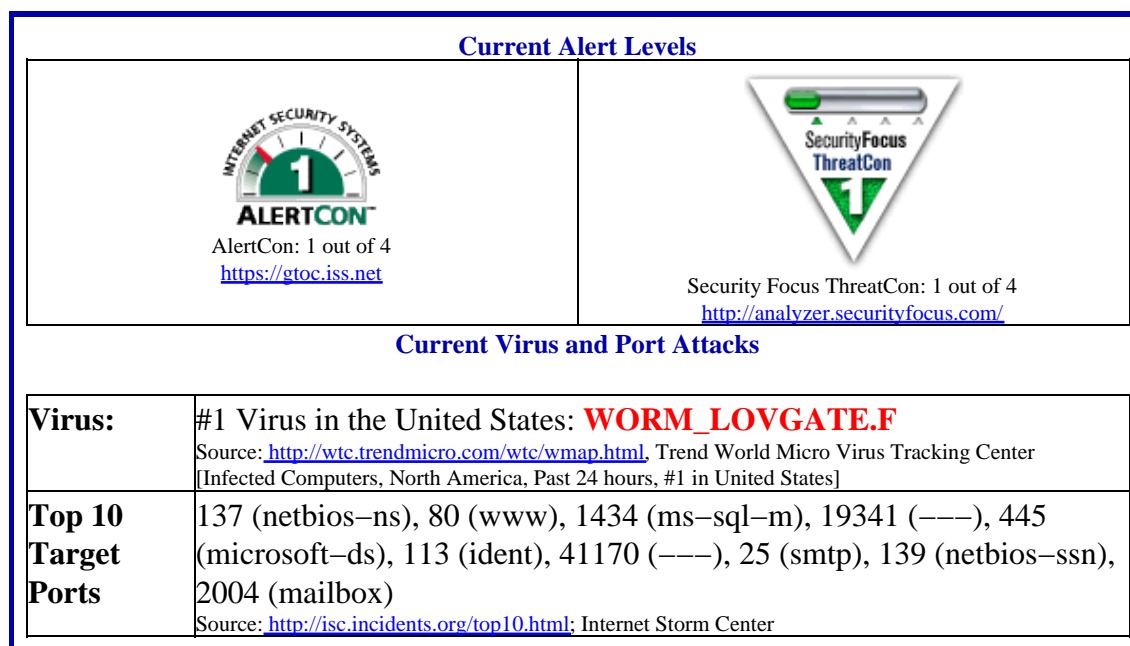 Current Alert Levels
INTERNET SECURITY SYSTEMS
1
ALERTCON™
AlertCon: 1 out of 4
https://gtoc.iss.net
SecurityFocus
ThreatCon
1
Security Focus ThreatCon: 1 out of 4
http://analyzer.securityfocus.com/
Current Virus and Port Attacks
Virus:
#1 Virus in the United States: WORM_LOVGATE.F
Source: http://wtc.trendmicro.com/wtc/wmap.html, Trend World Micro Virus Tracking Center
[Infected Computers, North America, Past 24 hours, #1 in United States]
Top 10
Target
Ports
137 (netbios−ns), 80 (www), 1434 (ms−sql−m), 19341 (−−−), 445
(microsoft−ds), 113 (ident), 41170 (−−−), 25 (smtp), 139 (netbios−ssn),
2004 (mailbox)
Source: http://isc.incidents.org/top10.html; Internet Storm Center